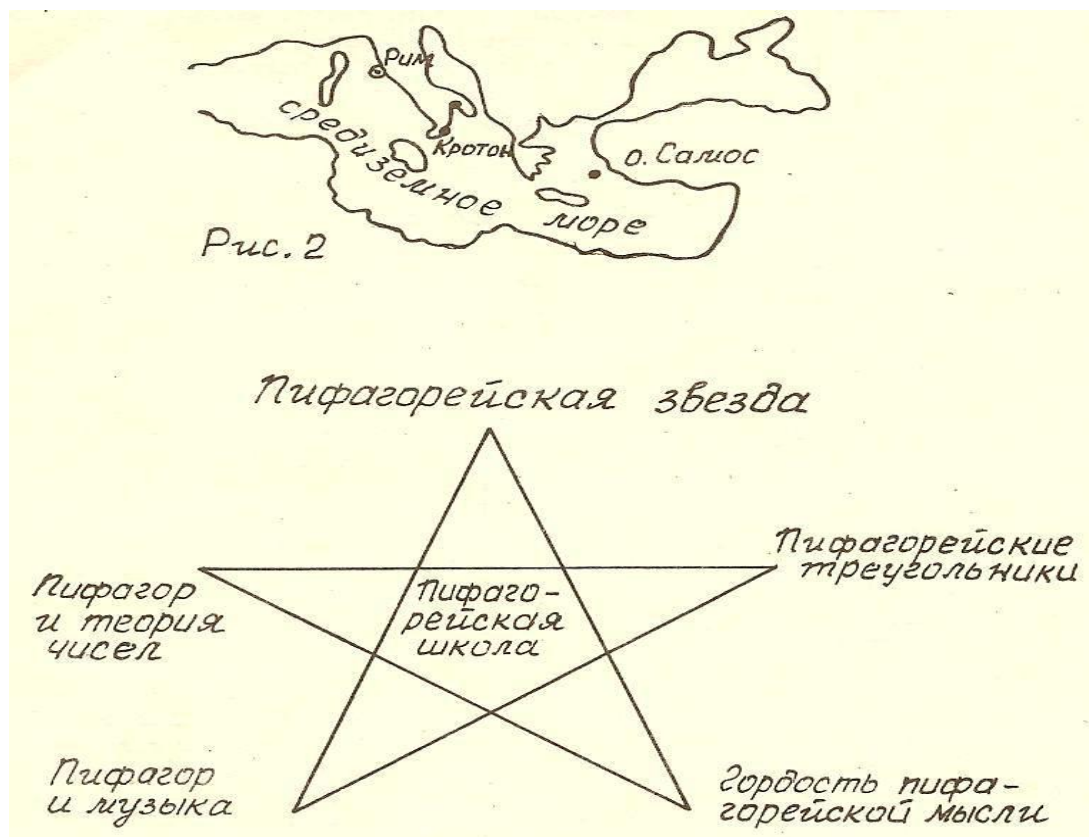 Рим
средиземное
Кротон
о. Самос
море
Рис. 2
Пифагорейская звезда
Пифагорейские
треугольники
Пифагор
и теория
чисел
Пифаго-
рейская
школа
Пифагор
и музыка
Гордость пифа-
горейской мысли